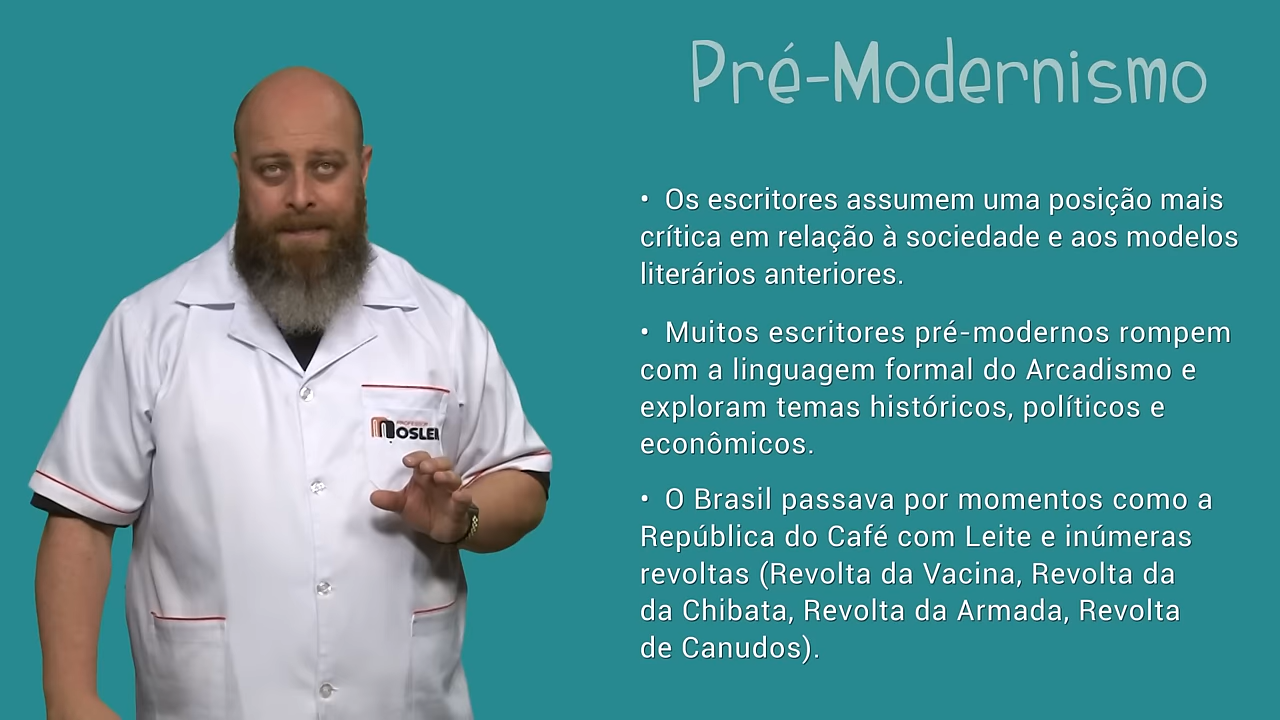 Pré-Modernismo
• Os escritores assumem uma posição mais
crítica em relação à sociedade e aos modelos
literários anteriores.
• Muitos escritores pré-modernos rompem
com a linguagem formal do Arcadismo e
exploram temas históricos, políticos e
econômicos.
• O Brasil passava por momentos como a
República do Café com Leite e inúmeras
revoltas (Revolta da Vacina, Revolta da
da Chibata, Revolta da Armada, Revolta
de Canudos).
PROFESSOR
NOSLEN